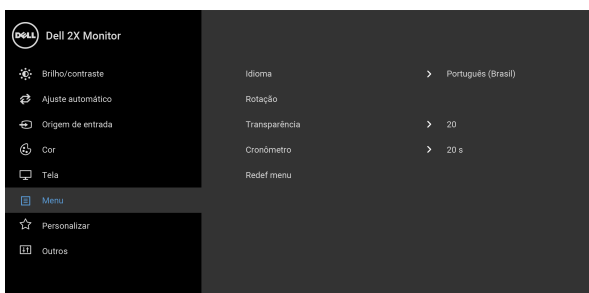 DELL Dell 2X Monitor
Brilho/contraste
Ajuste automático
Origem de entrada
Cor
Tela
Menu
Personalizar
Outros
Idioma > Português (Brasil)
Rotação
Transparência > 20
Cronômetro > 20 s
Redef menu